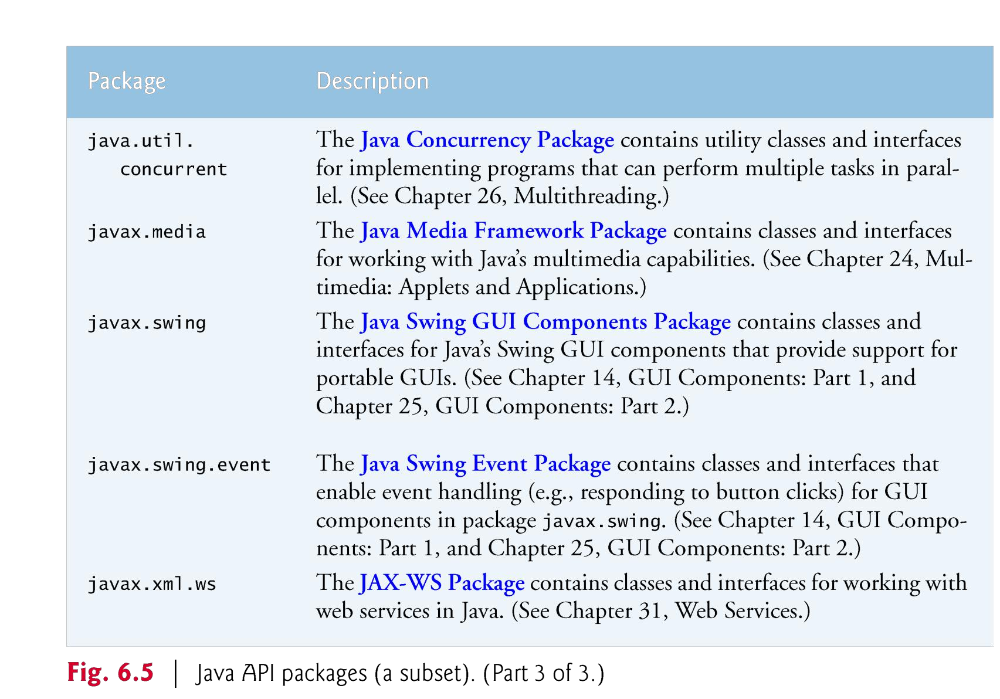 Package Description
java.util. The Java Concurrency Package contains utility classes and interfaces
concurrent for implementing programs that can perform multiple tasks in paral-
lel. (See Chapter 26, Multithreading.)
javax.media The Java Media Framework Package contains classes and interfaces
for working with Java’s multimedia capabilities. (See Chapter 24, Mul-
timedia: Applets and Applications.)
javax.swing The Java Swing GUI Components Package contains classes and
interfaces for Java’s Swing GUI components that provide support for
portable GUIs. (See Chapter 14, GUI Components: Part 1, and
Chapter 25, GUI Components: Part 2.)
javax.swing.event The Java Swing Event Package contains classes and interfaces that
enable event handling (e.g., responding to button clicks) for GUI
components in package javax.swing. (See Chapter 14, GUI Compo-
nents: Part 1, and Chapter 25, GUI Components: Part 2.)
javax.xml.ws The JAX-WS Package contains classes and interfaces for working with
web services in Java. (See Chapter 31, Web Services.)
Fig. 6.5 | Java API packages (a subset). (Part 3 of 3.)